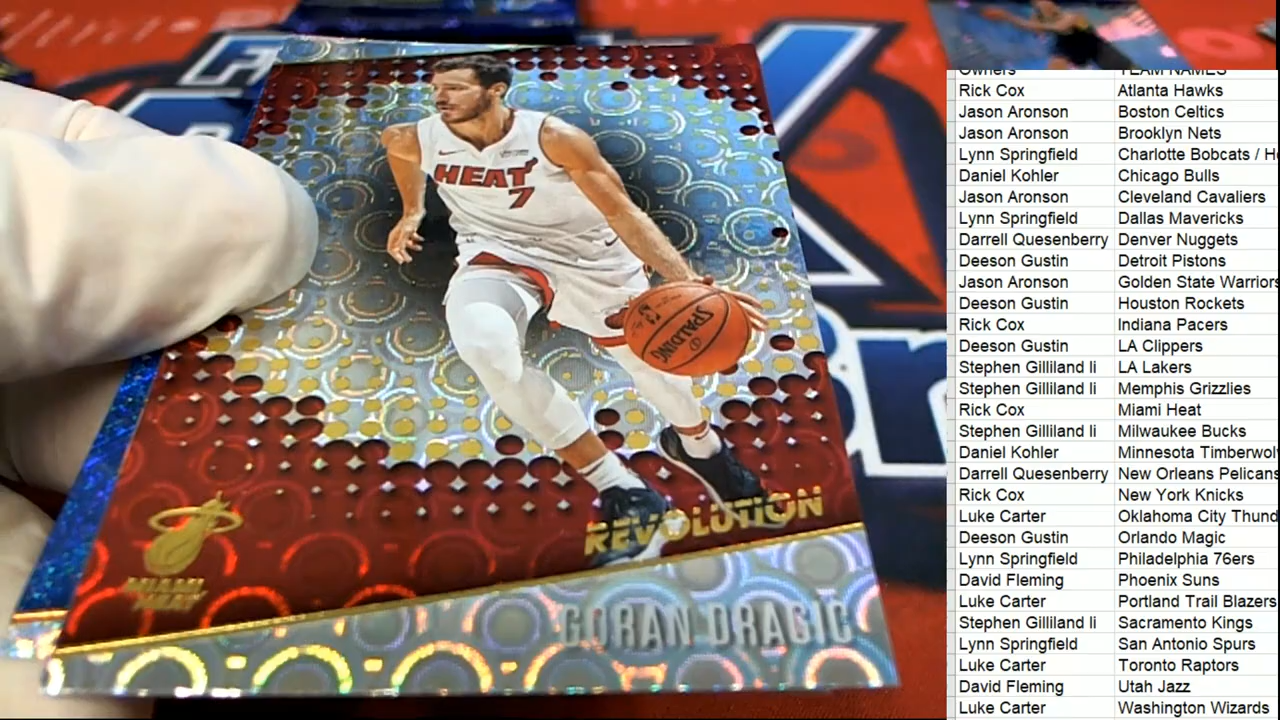 HEAT
7
SPALDING
REVOLUTION
MIAMI
HEAT
GORAN DRAGIC
Owners TEAM NAMES
Rick Cox Atlanta Hawks
Jason Aronson Boston Celtics
Jason Aronson Brooklyn Nets
Lynn Springfield Charlotte Bobcats / H
Daniel Kohler Chicago Bulls
Jason Aronson Cleveland Cavaliers
Lynn Springfield Dallas Mavericks
Darrell Quesenberry Denver Nuggets
Deeson Gustin Detroit Pistons
Jason Aronson Golden State Warriors
Deeson Gustin Houston Rockets
Rick Cox Indiana Pacers
Deeson Gustin LA Clippers
Stephen Gilliland Ii LA Lakers
Stephen Gilliland Ii Memphis Grizzlies
Rick Cox Miami Heat
Stephen Gilliland Ii Milwaukee Bucks
Daniel Kohler Minnesota Timberwol
Darrell Quesenberry New Orleans Pelicans
Rick Cox New York Knicks
Luke Carter Oklahoma City Thund
Deeson Gustin Orlando Magic
Lynn Springfield Philadelphia 76ers
David Fleming Phoenix Suns
Luke Carter Portland Trail Blazers
Stephen Gilliland Ii Sacramento Kings
Lynn Springfield San Antonio Spurs
Luke Carter Toronto Raptors
David Fleming Utah Jazz
Luke Carter Washington Wizards